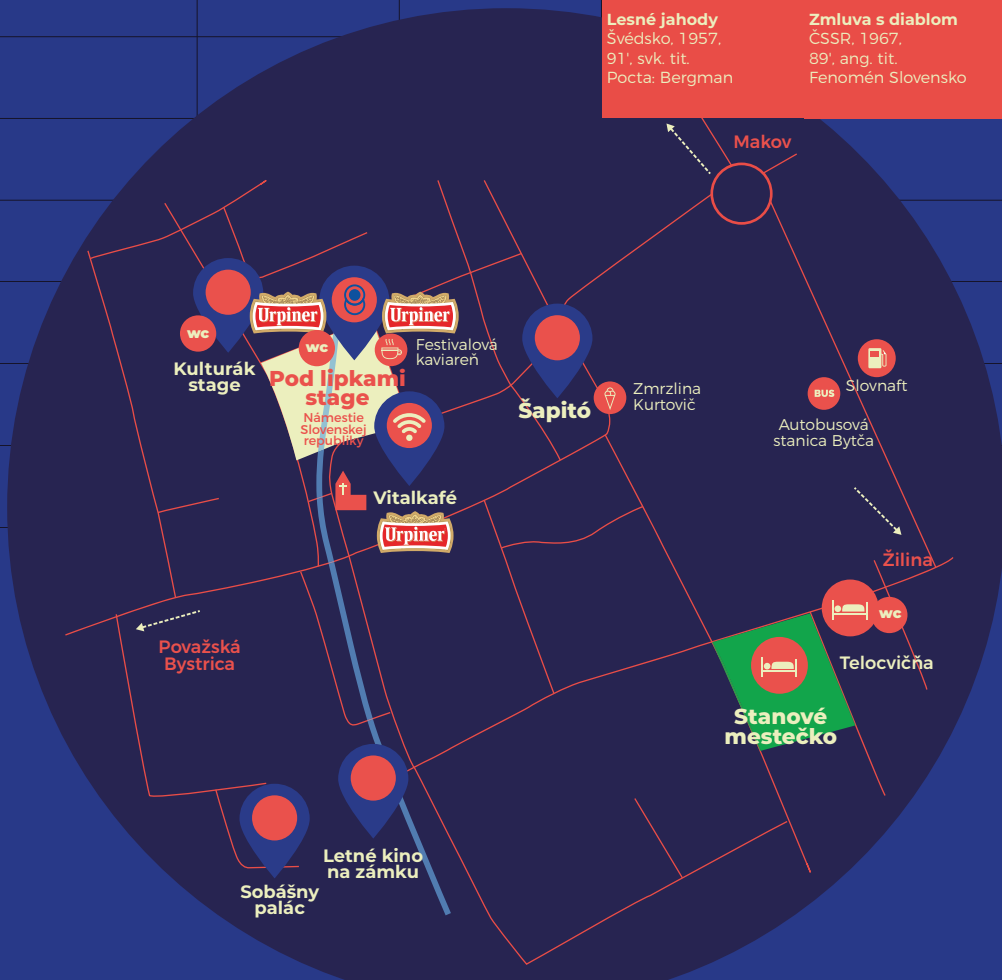 Lesné jahody
Švédsko, 1957,
91', svk. tit.
Pocta: Bergman
Zmluva s diablom
ČSSR, 1967,
89', ang. tit.
Fenomén Slovensko
Makov
Urpiner
Urpiner
wc
wc
Festivalová
kaviareň
Kulturák
stage
Pod lipkami
stage
Námestie
Slovenskej
republiky
Šapitó
Zmrzlina
Kurtovič
Slovnaft
BUS
Autobusová
stanica Bytča
Vitalkafé
Urpiner
Žilina
wc
Považská
Bystrica
Telocvičňa
Stanové
mestečko
Letné kino
na zámku
Sobášny
palác